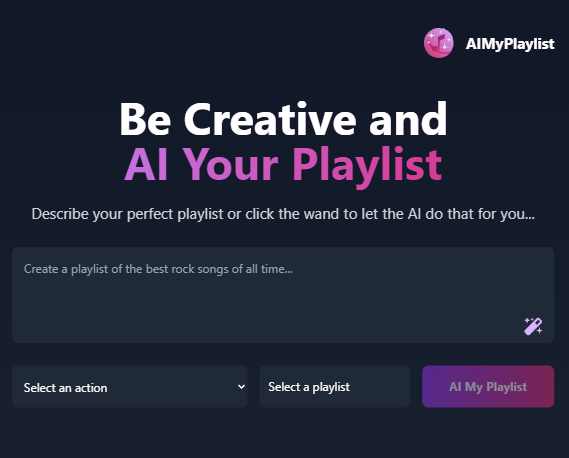 AIMyPlaylist
Be Creative and
AI Your Playlist
Describe your perfect playlist or click the wand to let the AI do that for you...
Create a playlist of the best rock songs of all time...
Select an action
Select a playlist
AI My Playlist